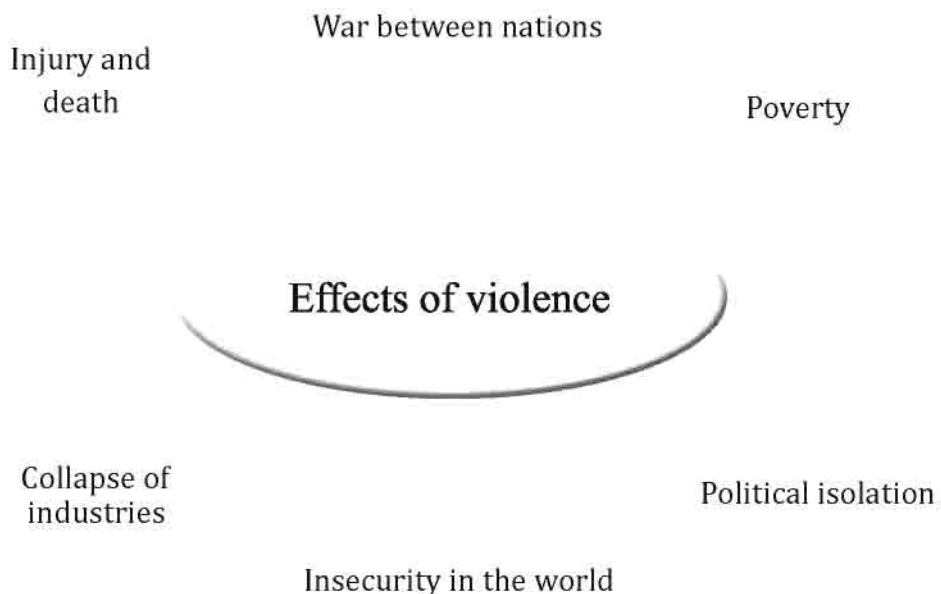 War between nations
Injury and
death
Poverty
Effects of violence
Collapse of
industries
Political isolation
Insecurity in the world